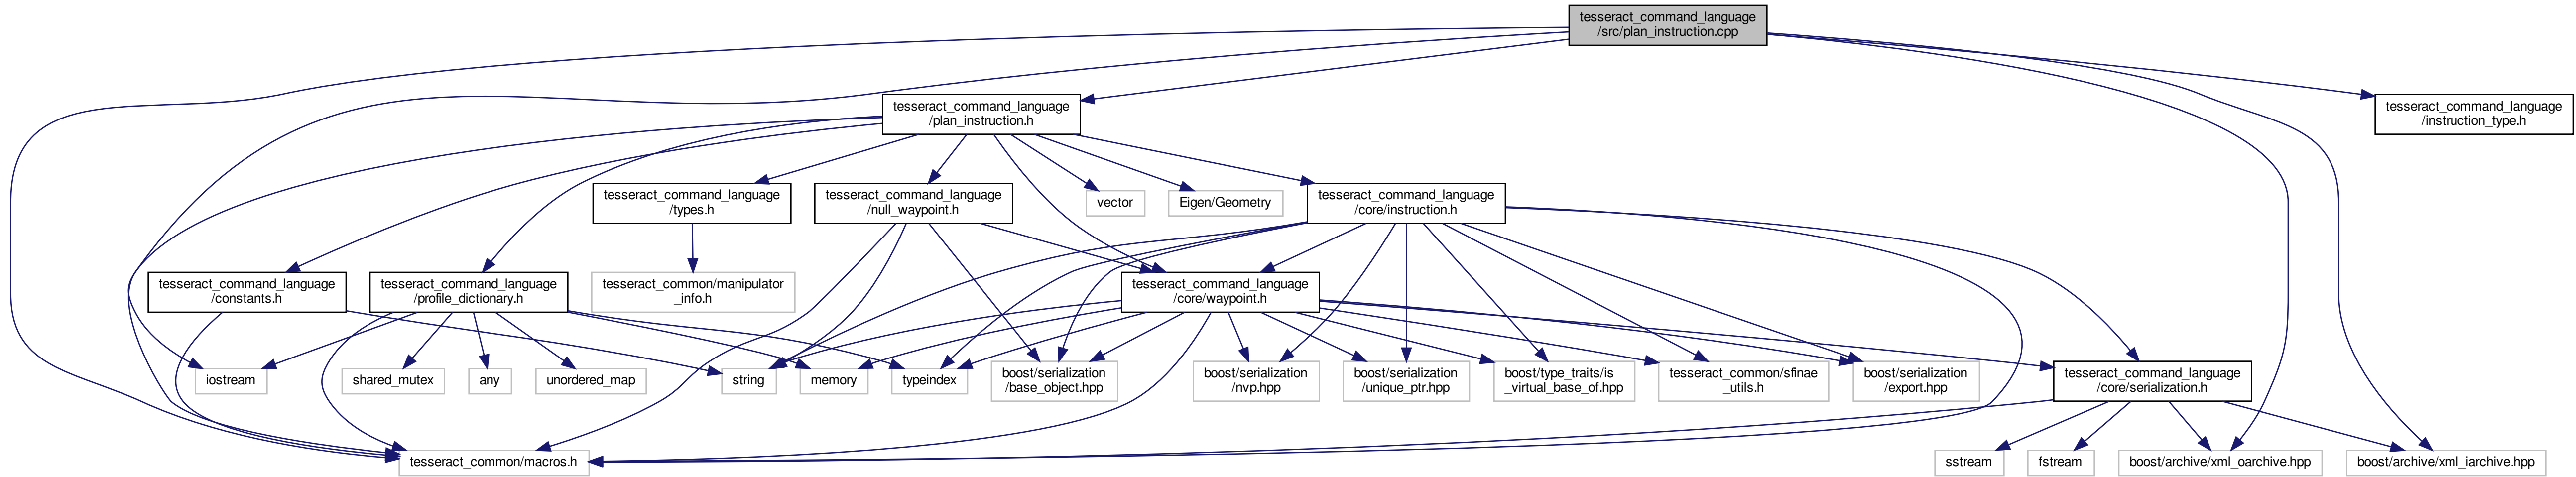 tesseract_command_language
/src/plan_instruction.cpp
tesseract_command_language
/plan_instruction.h
tesseract_command_language
/instruction_type.h
tesseract_command_language
/types.h
tesseract_command_language
/null_waypoint.h
vector
Eigen/Geometry
tesseract_command_language
/core/instruction.h
tesseract_command_language
/constants.h
tesseract_command_language
/profile_dictionary.h
tesseract_common/manipulator
_info.h
tesseract_command_language
/core/waypoint.h
iostream
shared_mutex
any
unordered_map
string
memory
typeindex
boost/serialization
/base_object.hpp
boost/serialization
/nvp.hpp
boost/serialization
/unique_ptr.hpp
boost/type_traits/is
_virtual_base_of.hpp
tesseract_common/sfinae
_utils.h
boost/serialization
/export.hpp
tesseract_command_language
/core/serialization.h
tesseract_common/macros.h
sstream
fstream
boost/archive/xml_oarchive.hpp
boost/archive/xml_iarchive.hpp